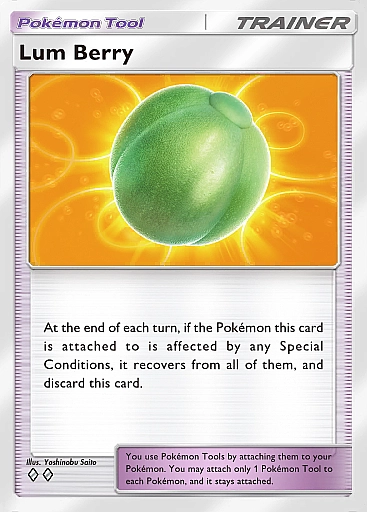 Pokémon Tool TRAINER
Lum Berry
At the end of each turn, if the Pokémon this card
is attached to is affected by any Special
Conditions, it recovers from all of them, and
discard this card.
Illus. Yoshinobu Saito
You use Pokémon Tools by attaching them to your
Pokémon. You may attach only 1 Pokémon Tool to
each Pokémon, and it stays attached.